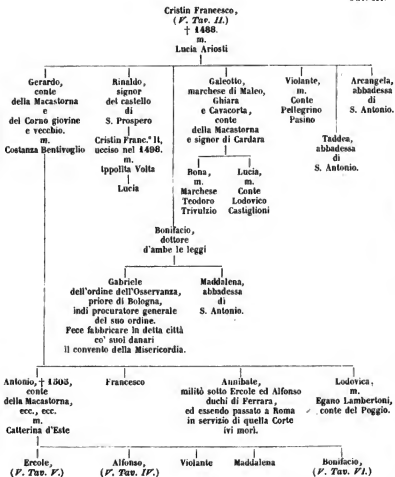 Cristin Francesco,
(V. Tav. II.)
† 1488.
m.
Lucia Ariosti
Gerardo,
conte
della Macastorna
e
del Corno giovine
e vecchio.
m.
Costanza Bentivoglio
Rinaldo,
signor
del castello
di
S. Prospero
Cristin Franc.° II,
ucciso nel 1498.
m.
Ippolita Volta
Lucia
Galeotto,
marchese di Maleo,
Ghiara
e Cavacorta,
conte
della Macastorna
e signor di Cardara
Bona,
m.
Marchese
Teodoro
Trivulzio
Lucia,
m.
Conte
Lodovico
Castiglioni
Violante,
m.
Conte
Pellegrino
Pasino
Arcangela,
abbadessa
di
S. Antonio.
Taddea,
abbadessa
di
S. Antonio.
Bonifacio,
dottore
d'ambe le leggi
Gabriele
dell'ordine dell'Osservanza,
priore di Bologna,
indi procuratore generale
del suo ordine.
Fece fabbricare in detta città
co' suoi danari
il convento della Misericordia.
Maddalena,
abbadessa
di
S. Antonio.
Antonio, † 1503,
conte
della Macastorna,
ecc., ecc.
m.
Catterina d'Este
Francesco
Annibale,
militò sotto Ercole ed Alfonso
duchi di Ferrara,
ed essendo passato a Roma
in servizio di quella Corte
ivi morì.
Lodovica,
m.
Egano Lambertoni,
conte del Poggio.
Ercole,
(V. Tav. V.)
Alfonso,
(V. Tav. IV.)
Violante
Maddalena
Bonifacio,
(V. Tav. VI.)